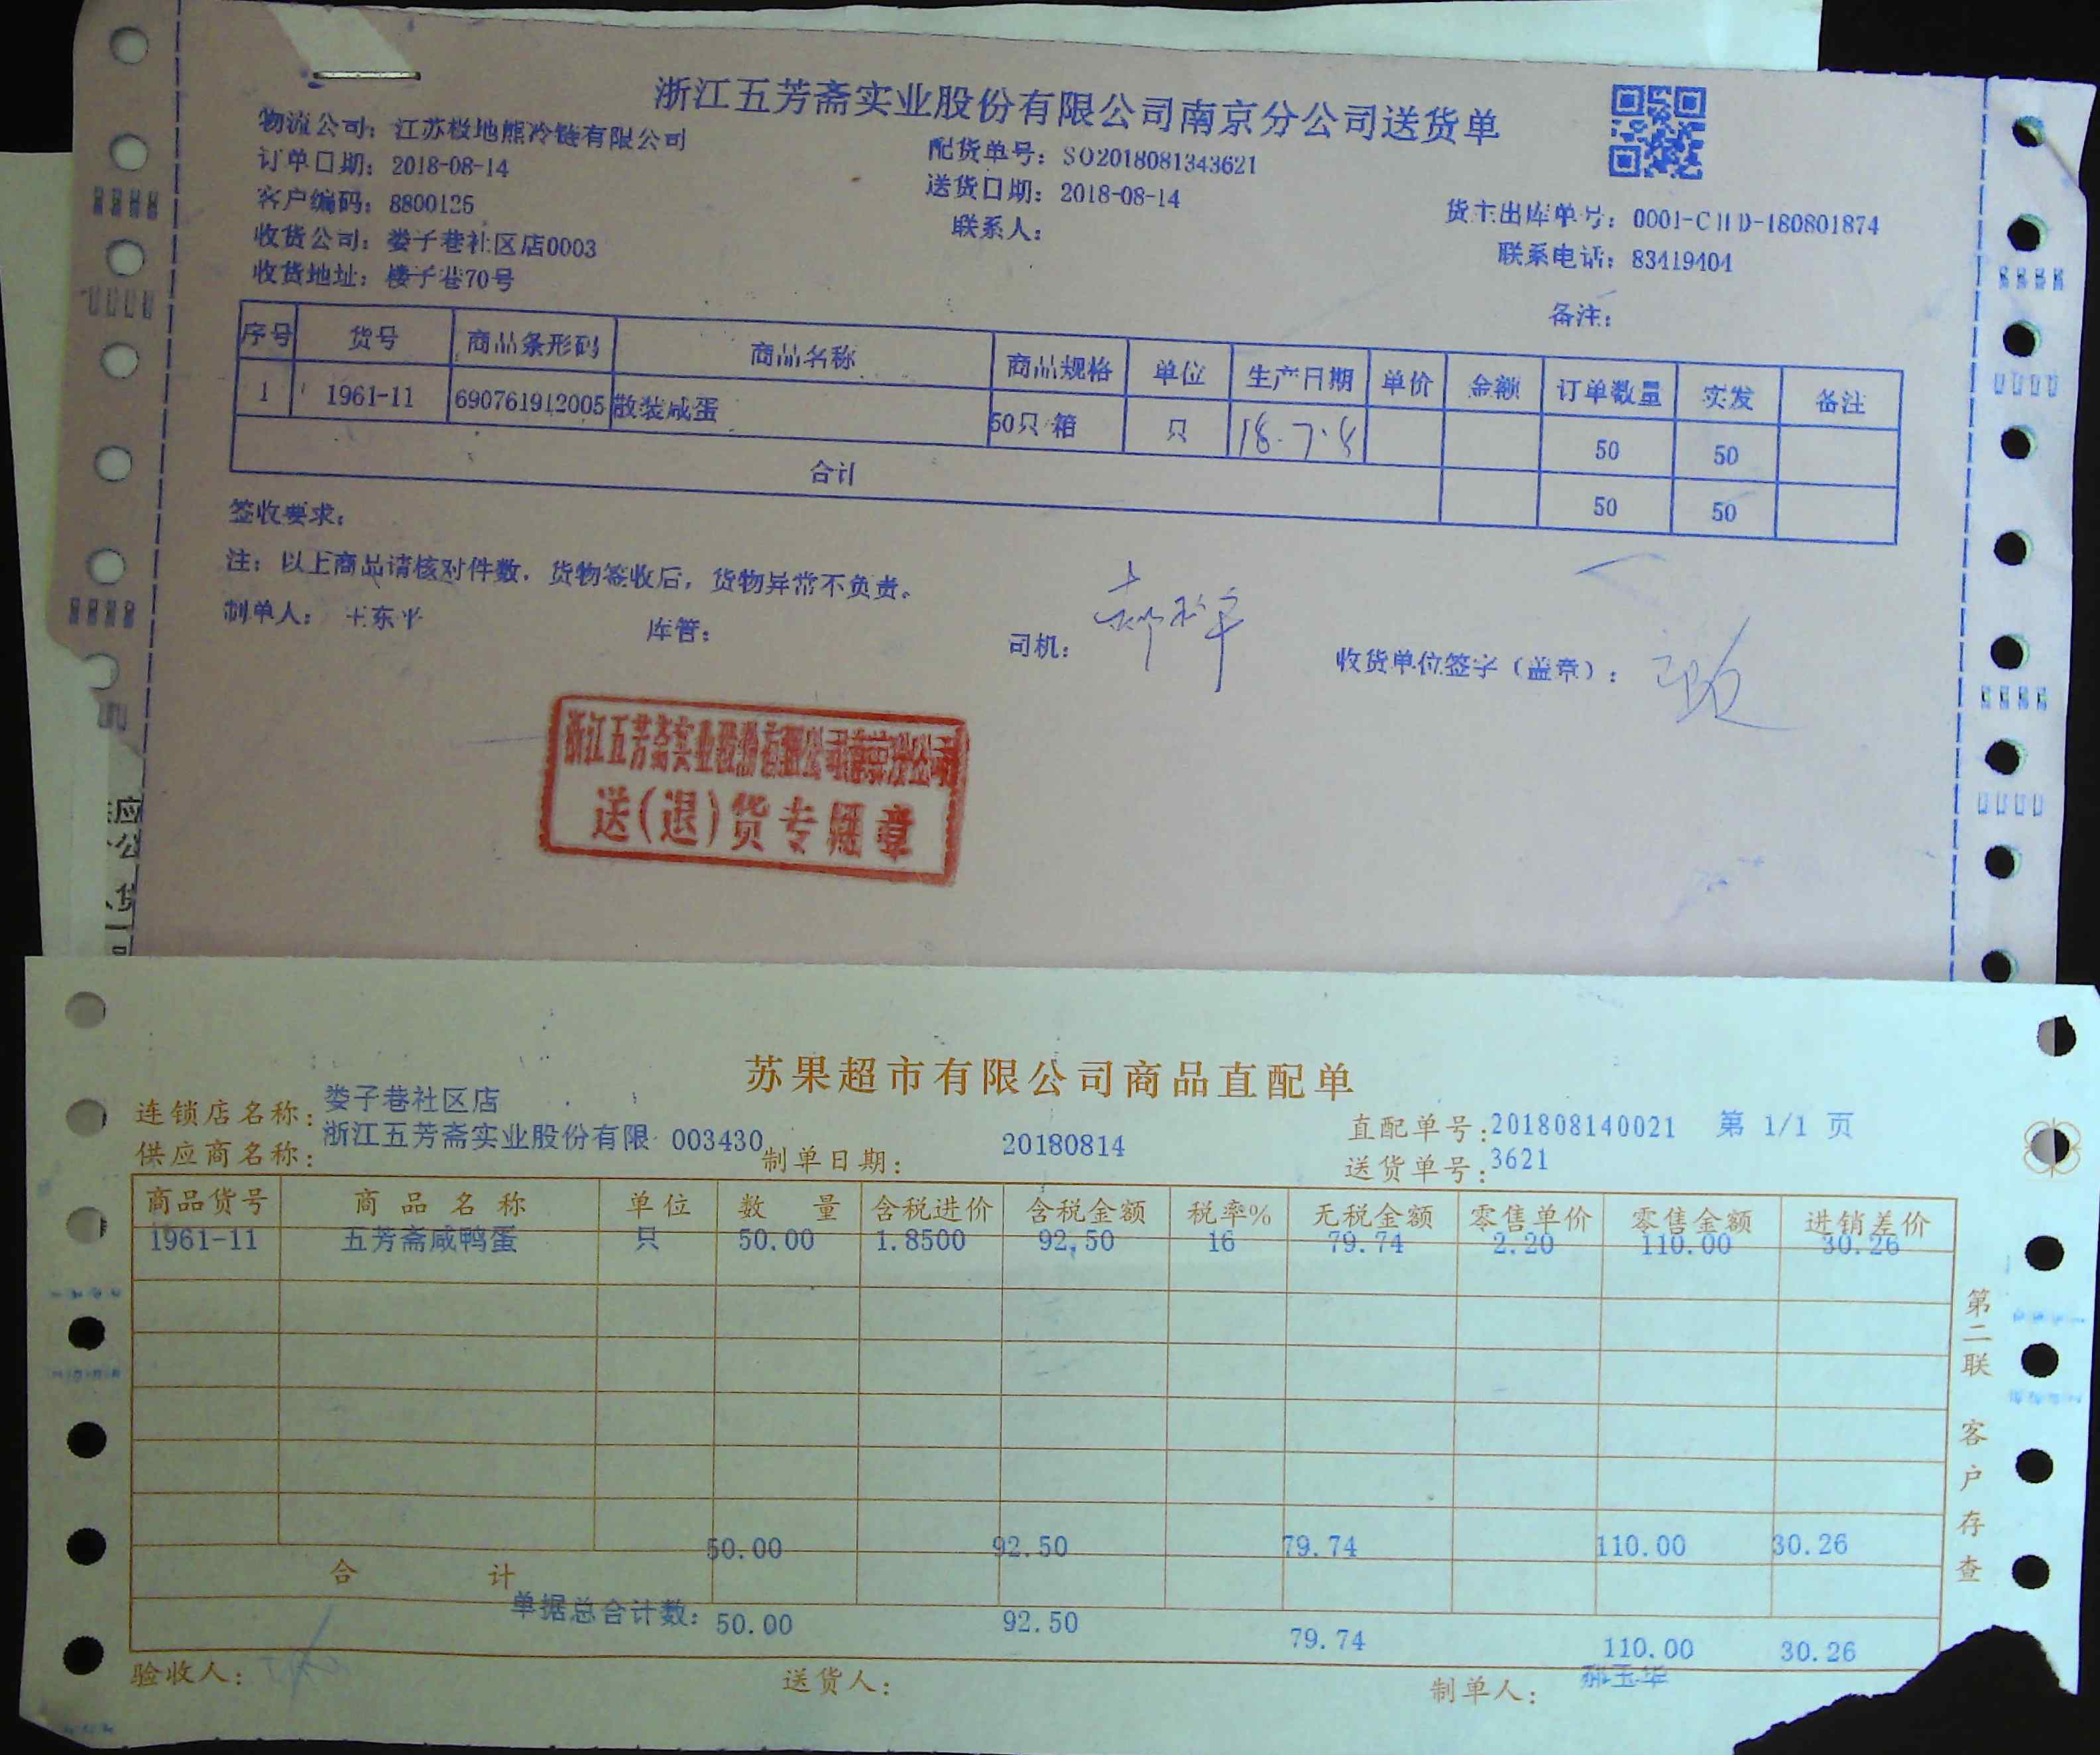 浙江五芳斋实业股份有限公司南京分公司送货单
物流公司：江苏极地熊冷链有限公司
订单日期：2018-08-14 配货单号：SO2018081343621
客户编码：8800125 送货日期：2018-08-14 货主出库单号：0001-CHD-180801874
收货公司：娄子巷社区店0003 联系人： 联系电话：83419404
收货地址：楼子巷70号 备注：
序号 货号 商品条形码 商品名称 商品规格 单位 生产日期 单价 金额 订单数量 实发 备注
1 1961-11 690761912005 散装咸蛋 50只/箱 只 18.7.8 50 50
合计 50 50
签收要求：
注：以上商品请核对件数，货物签收后，货物异常不负责。
制单人：王东平 库管： 司机： 收货单位签字（盖章）：
浙江五芳斋实业股份有限公司南京分公司
送(退)货专用章
苏果超市有限公司商品直配单
连锁店名称：娄子巷社区店 直配单号：201808140021 第 1/1 页
供应商名称：浙江五芳斋实业股份有限 003430 制单日期：20180814 送货单号：3621
商品货号 商品名称 单位 数量 含税进价 含税金额 税率% 无税金额 零售单价 零售金额 进销差价
1961-11 五芳斋咸鸭蛋 只 50.00 1.8500 92.50 16 79.74 2.20 110.00 30.26
合计 50.00 92.50 79.74 110.00 30.26
单据总合计数：50.00 92.50 79.74 110.00 30.26
验收人： 送货人： 制单人：郝玉华
第二联 客户存查